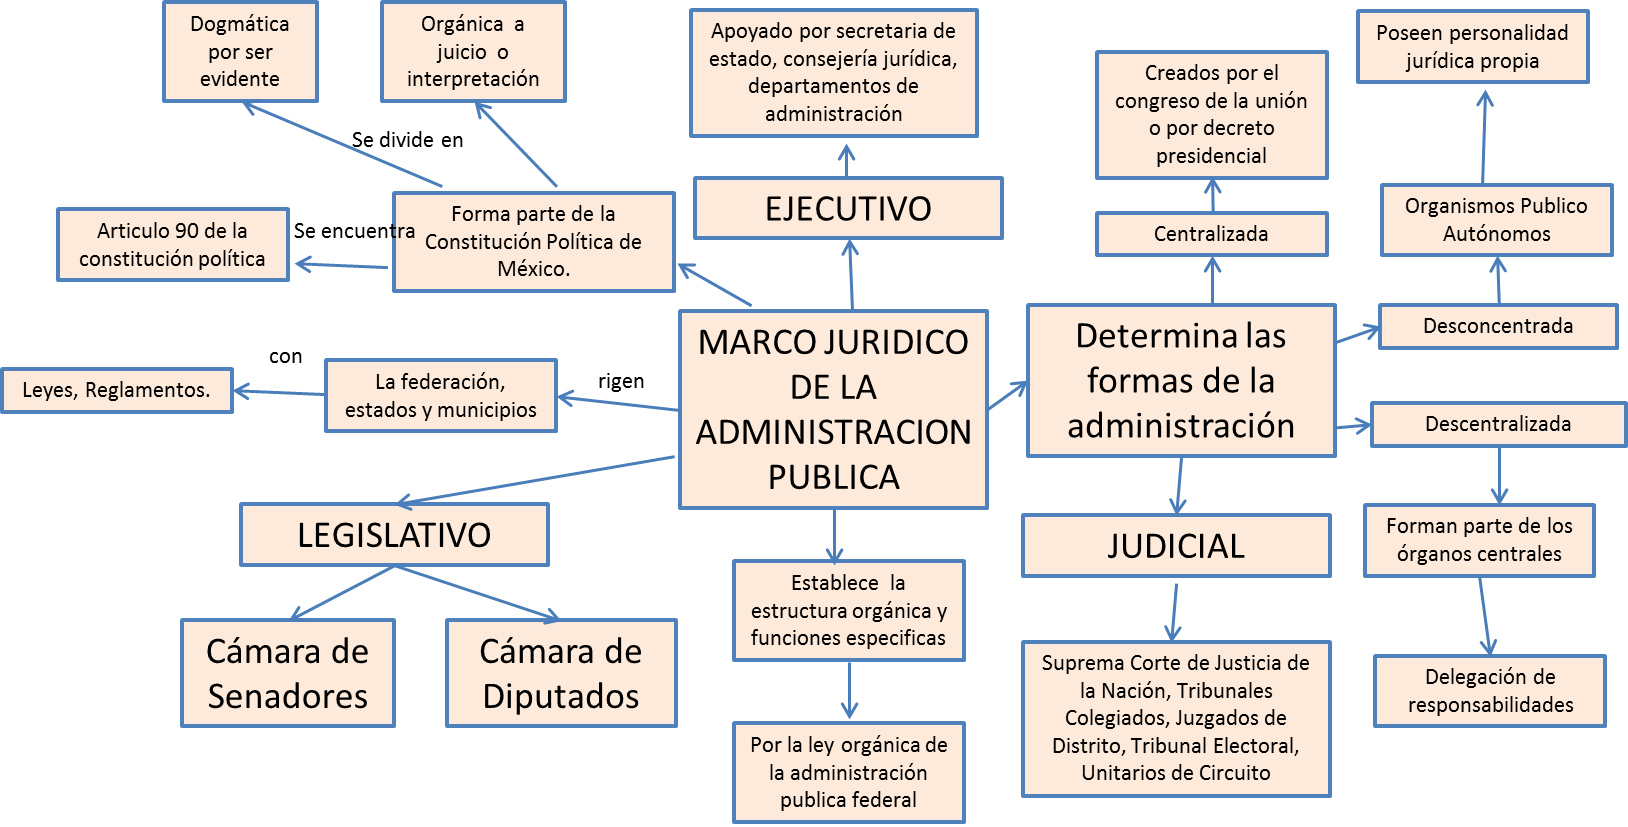 Dogmática
por ser
evidente
Orgánica a
juicio o
interpretación
Apoyado por secretaria de
estado, consejería jurídica,
departamentos de
administración
Creados por el
congreso de la unión
o por decreto
presidencial
Poseen personalidad
jurídica propia
Se divide en
EJECUTIVO
Articulo 90 de la
constitución política
Se encuentra
Forma parte de la
Constitución Política de
México.
Centralizada
Organismos Publico
Autónomos
MARCO JURIDICO
DE LA
ADMINISTRACION
PUBLICA
Determina las
formas de la
administración
Desconcentrada
con
rigen
Leyes, Reglamentos.
La federación,
estados y municipios
Descentralizada
LEGISLATIVO
JUDICIAL
Forman parte de los
órganos centrales
Establece la
estructura orgánica y
funciones especificas
Cámara de
Senadores
Cámara de
Diputados
Suprema Corte de Justicia de
la Nación, Tribunales
Colegiados, Juzgados de
Distrito, Tribunal Electoral,
Unitarios de Circuito
Delegación de
responsabilidades
Por la ley orgánica de
la administración
publica federal